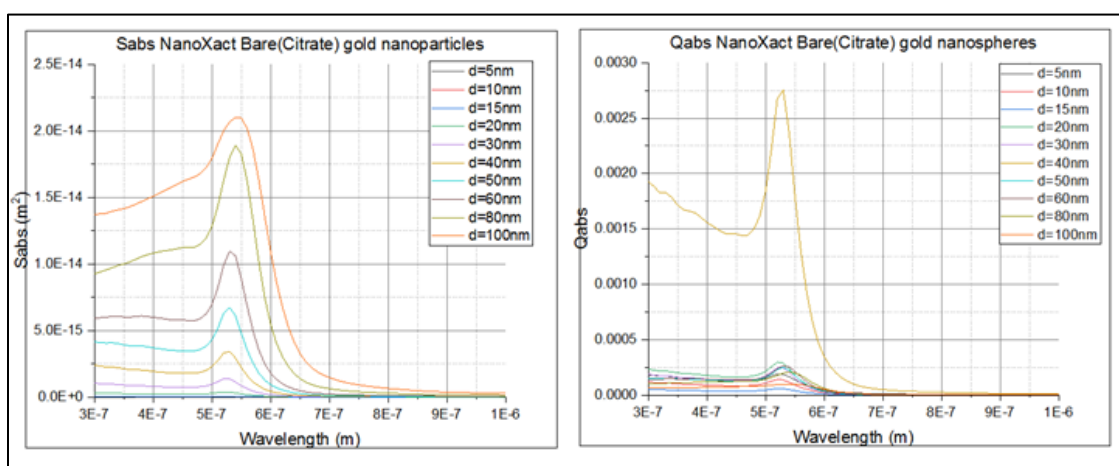 Sabs NanoXact Bare(Citrate) gold nanoparticles
2.5E-14
2.0E-14
1.5E-14
1.0E-14
5.0E-15
0.0E+0
Sabs (m²)
d=5nm
d=10nm
d=15nm
d=20nm
d=30nm
d=40nm
d=50nm
d=60nm
d=80nm
d=100nm
3E-7 4E-7 5E-7 6E-7 7E-7 8E-7 9E-7 1E-6
Wavelength (m)
Qabs NanoXact Bare(Citrate) gold nanospheres
0.0030
0.0025
0.0020
0.0015
0.0010
0.0005
0.0000
Qabs
d=5nm
d=10nm
d=15nm
d=20nm
d=30nm
d=40nm
d=50nm
d=60nm
d=80nm
d=100nm
3E-7 4E-7 5E-7 6E-7 7E-7 8E-7 9E-7 1E-6
Wavelength (m)